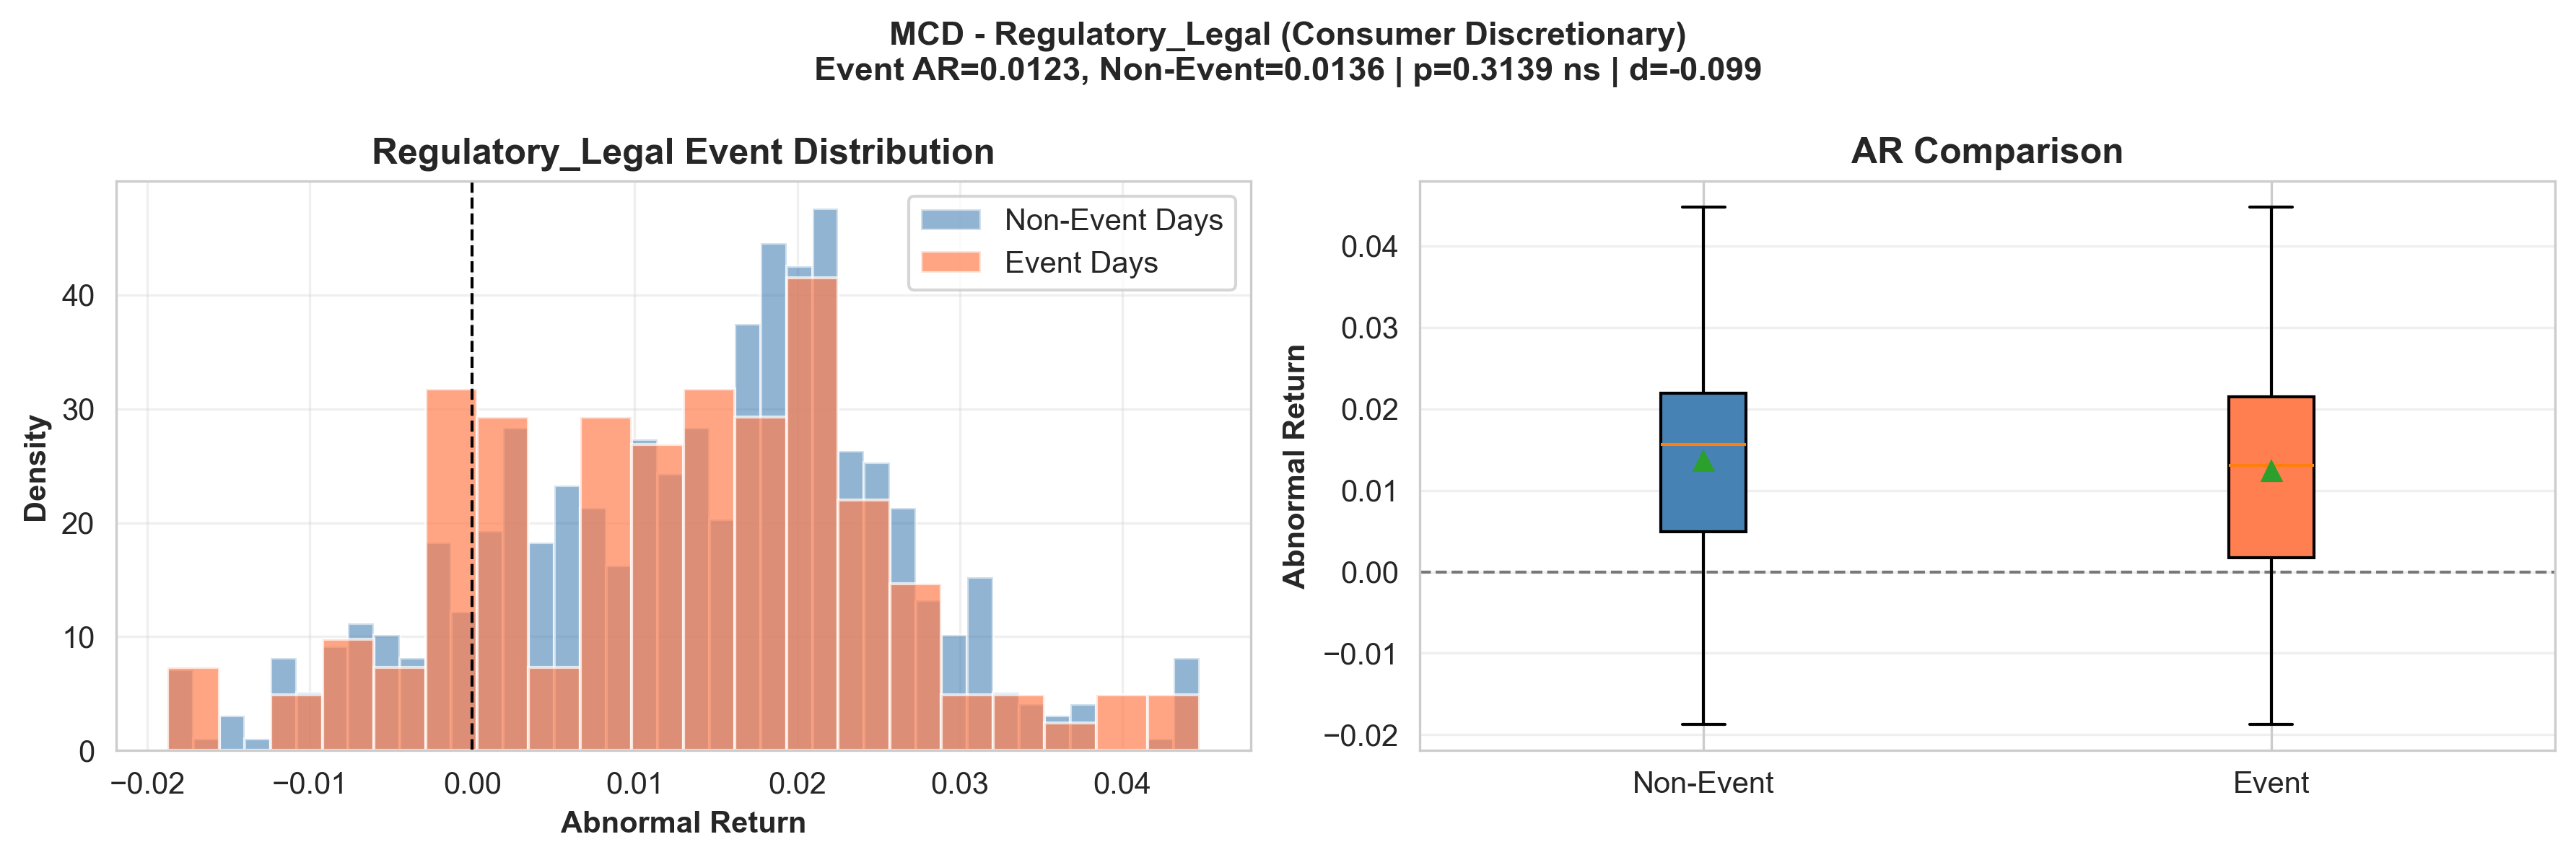 MCD - Regulatory_Legal (Consumer Discretionary)
Event AR=0.0123, Non-Event=0.0136 | p=0.3139 ns | d=-0.099
Regulatory_Legal Event Distribution
Non-Event Days
Event Days
Density
40
30
20
10
0
−0.02 −0.01 0.00 0.01 0.02 0.03 0.04
Abnormal Return
AR Comparison
Abnormal Return
0.04
0.03
0.02
0.01
0.00
−0.01
−0.02
Non-Event Event